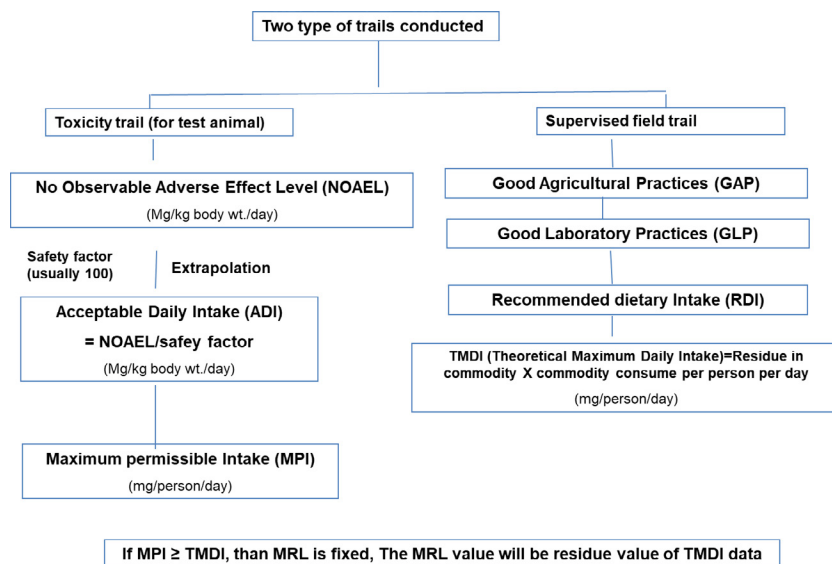 Two type of trails conducted
Toxicity trail (for test animal)
Supervised field trail
No Observable Adverse Effect Level (NOAEL)
(Mg/kg body wt./day)
Good Agricultural Practices (GAP)
Good Laboratory Practices (GLP)
Safety factor
(usually 100)
Extrapolation
Acceptable Daily Intake (ADI)
= NOAEL/safey factor
(Mg/kg body wt./day)
Recommended dietary Intake (RDI)
TMDI (Theoretical Maximum Daily Intake)=Residue in
commodity X commodity consume per person per day
(mg/person/day)
Maximum permissible Intake (MPI)
(mg/person/day)
If MPI ≥ TMDI, than MRL is fixed, The MRL value will be residue value of TMDI data